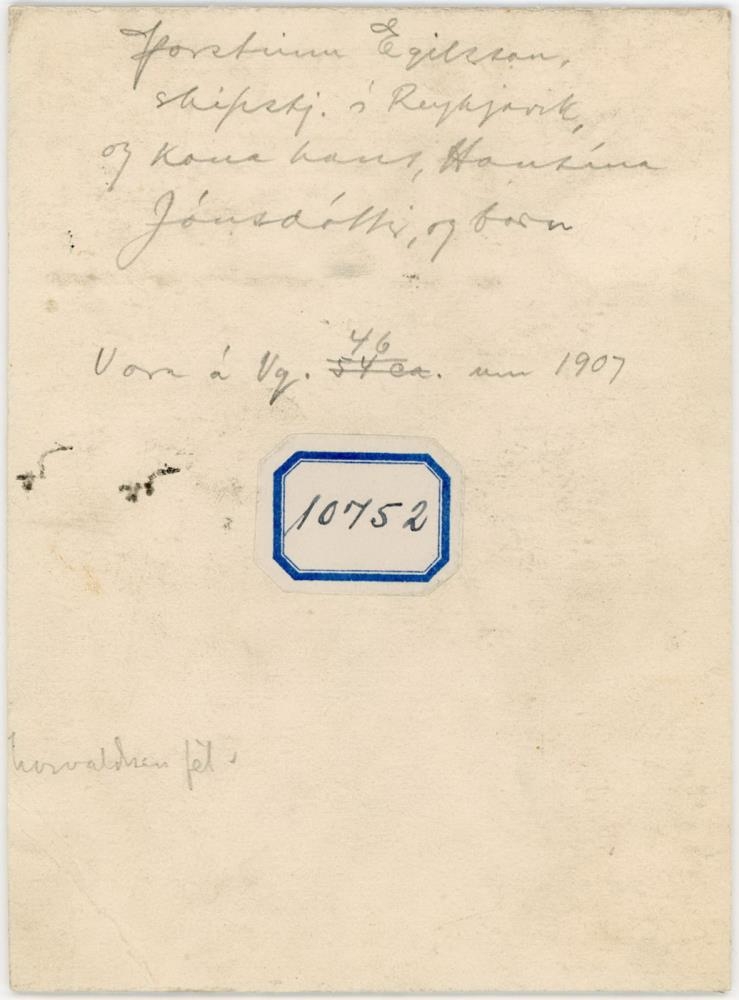 Þorsteinn Egilsson,
skipstj. í Reykjavík,
og kona hans, Hansína
Jónsdóttir, og börn
46
Voru á Vg. 54 ca. um 1907
10752
Thorvaldsen fél.